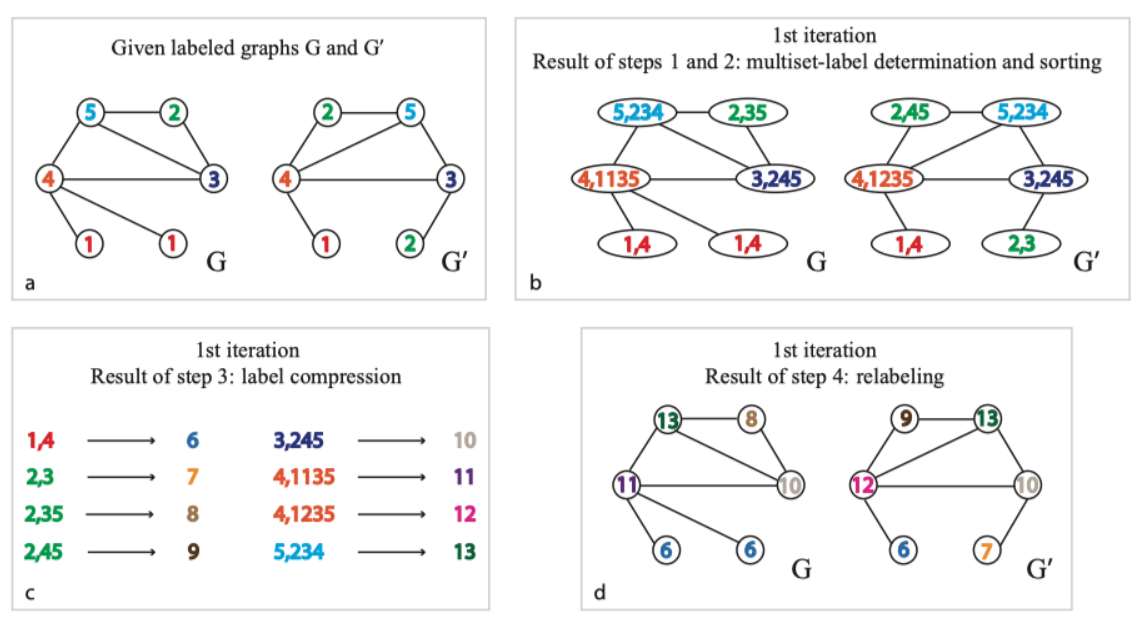 Given labeled graphs G and G′
5 2
4 3
1 1
G
2 5
4 3
1 2
G′
a
1st iteration
Result of steps 1 and 2: multiset-label determination and sorting
5,234 2,35
4,1135 3,245
1,4 1,4
G
2,45 5,234
4,1235 3,245
1,4 2,3
G′
b
1st iteration
Result of step 3: label compression
1,4 6
2,3 7
2,35 8
2,45 9
3,245 10
4,1135 11
4,1235 12
5,234 13
c
1st iteration
Result of step 4: relabeling
13 8
11 10
6 6
G
9 13
12 10
6 7
G′
d